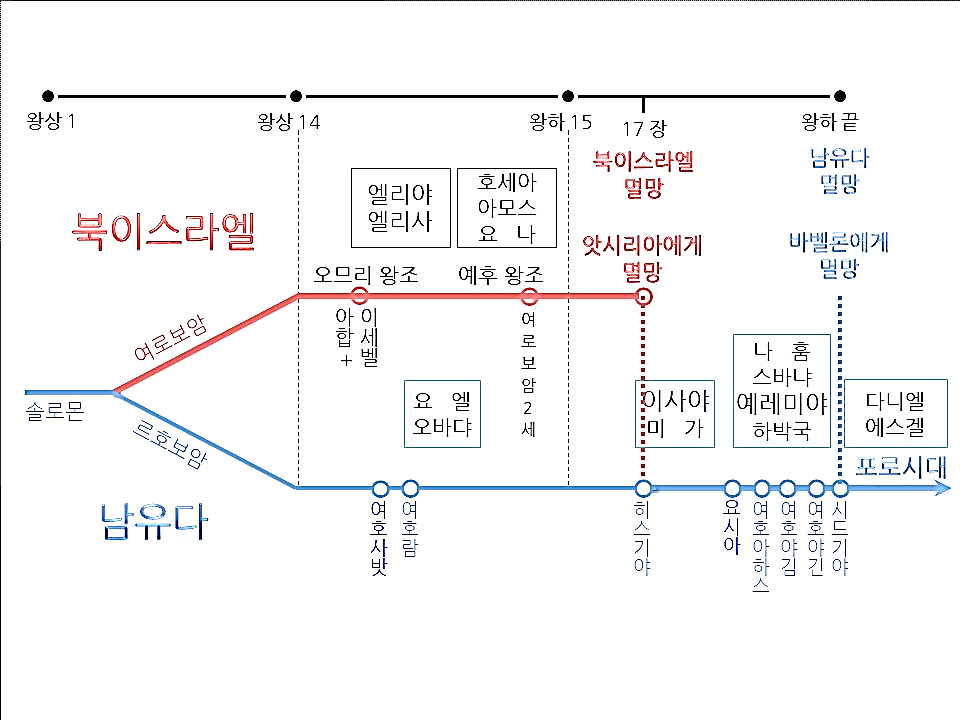 왕상 1
왕상 14
왕하 15
17 장
왕하 끝
북이스라엘
멸망
남유다
멸망
엘리야
엘리사
호세아
아모스
요 나
북이스라엘
앗시리아에게
멸망
바벨론에게
멸망
오므리 왕조
예후 왕조
여로보암
아합+
이세벨
여로보암2세
솔로몬
르호보암
요 엘
오바댜
이사야
미 가
나 훔
스바냐
예레미야
하박국
다니엘
에스겔
포로시대
남유다
여호사밧
여호람
히스기야
요시아
여호아하스
여호야김
여호야긴
시드기야